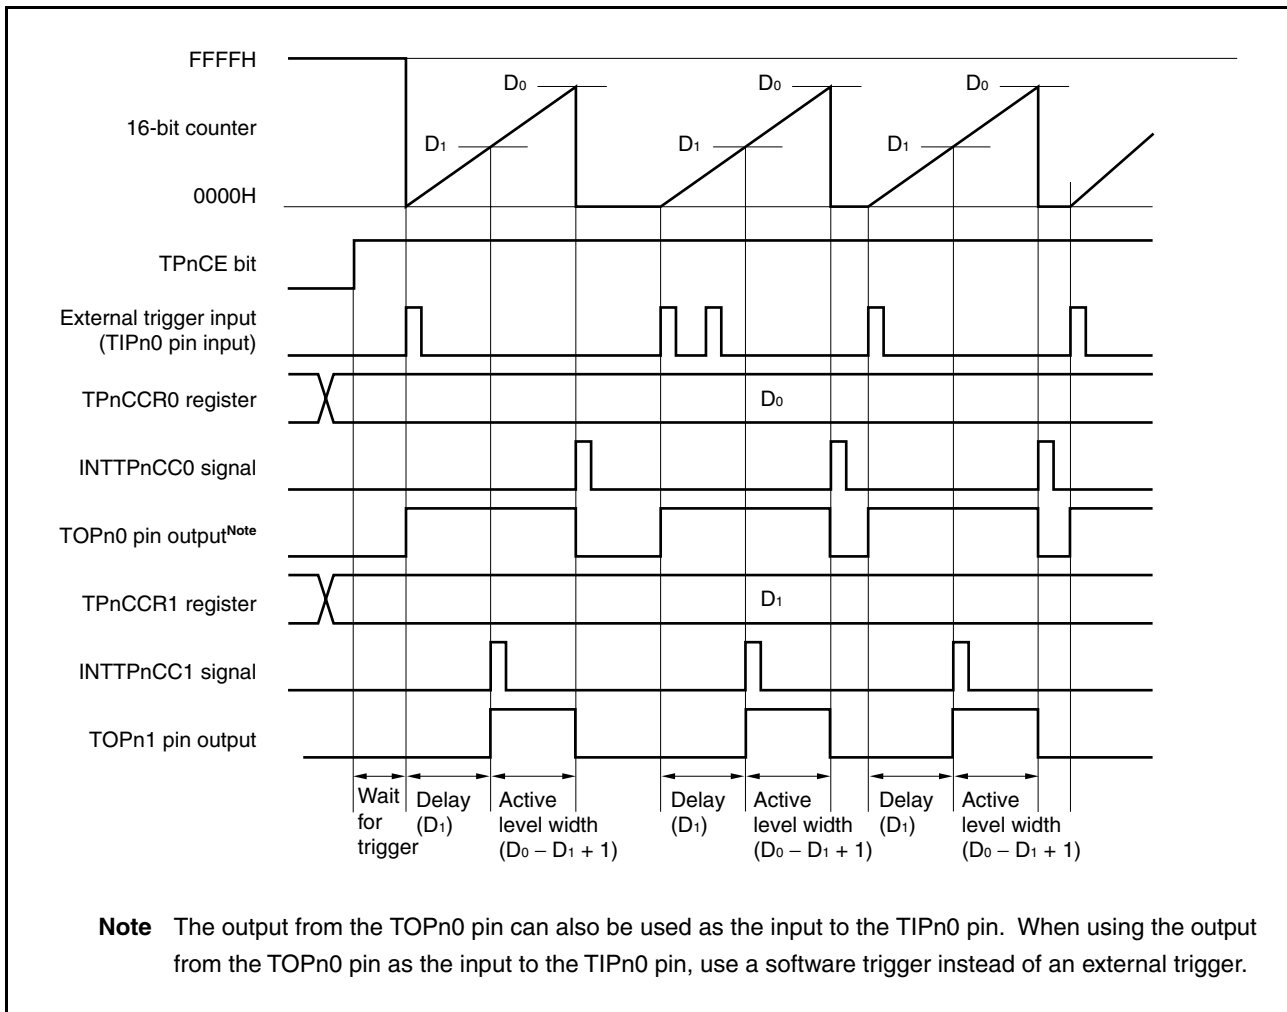 FFFFH
D0 D0 D0
16-bit counter
D1 D1 D1
0000H
TPnCE bit
External trigger input
(TIPn0 pin input)
TPnCCR0 register D0
INTTPnCC0 signal
TOPn0 pin outputNote
TPnCCR1 register D1
INTTPnCC1 signal
TOPn1 pin output
Wait
for
trigger
Delay
(D1)
Active
level width
(D0 – D1 + 1)
Delay
(D1)
Active
level width
(D0 – D1 + 1)
Delay
(D1)
Active
level width
(D0 – D1 + 1)
Note The output from the TOPn0 pin can also be used as the input to the TIPn0 pin. When using the output
from the TOPn0 pin as the input to the TIPn0 pin, use a software trigger instead of an external trigger.